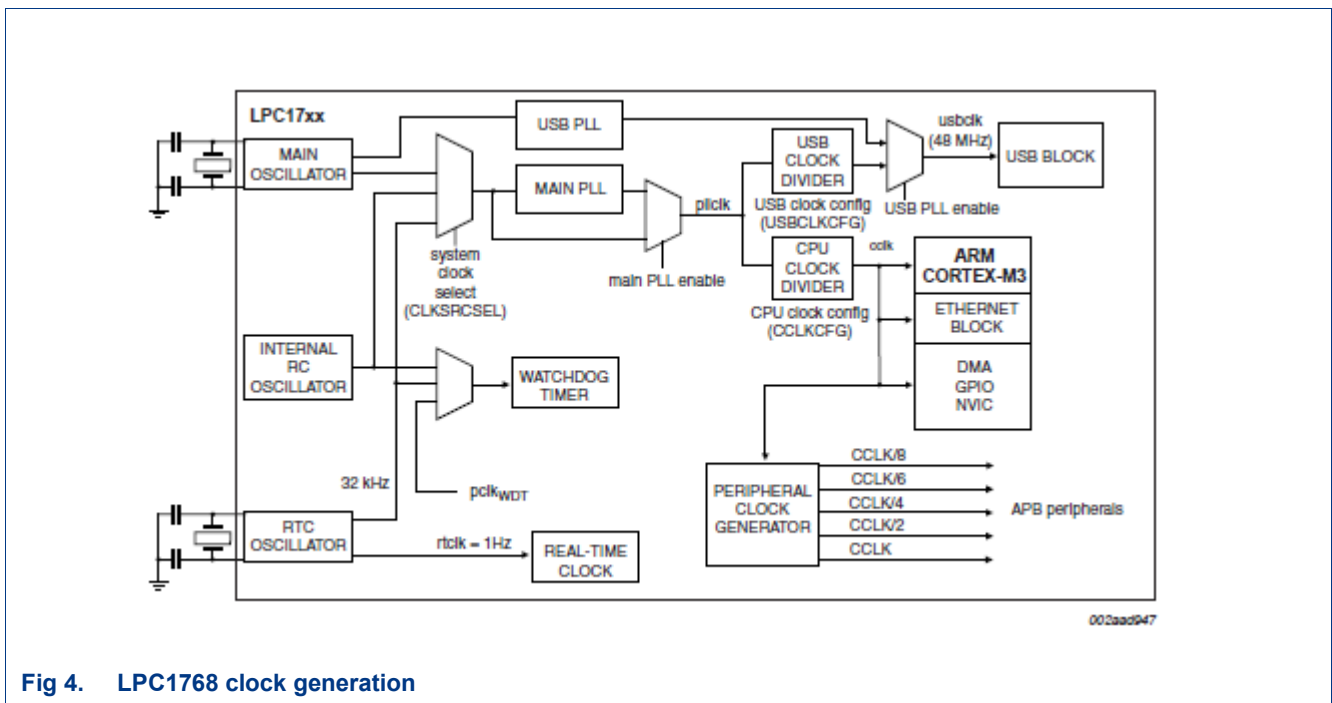 LPC17xx
MAIN
OSCILLATOR
USB PLL
MAIN PLL
system
clock
select
(CLKSRCSEL)
main PLL enable
pllclk
USB
CLOCK
DIVIDER
USB clock config
(USBCLKCFG)
usbclk
(48 MHz)
USB BLOCK
USB PLL enable
CPU
CLOCK
DIVIDER
CPU clock config
(CCLKCFG)
cclk
ARM
CORTEX-M3
ETHERNET
BLOCK
DMA
GPIO
NVIC
INTERNAL
RC
OSCILLATOR
WATCHDOG
TIMER
32 kHz
pclkWDT
RTC
OSCILLATOR
rtclk = 1Hz
REAL-TIME
CLOCK
PERIPHERAL
CLOCK
GENERATOR
CCLK/8
CCLK/6
CCLK/4
CCLK/2
CCLK
APB peripherals
002aad947
Fig 4. LPC1768 clock generation